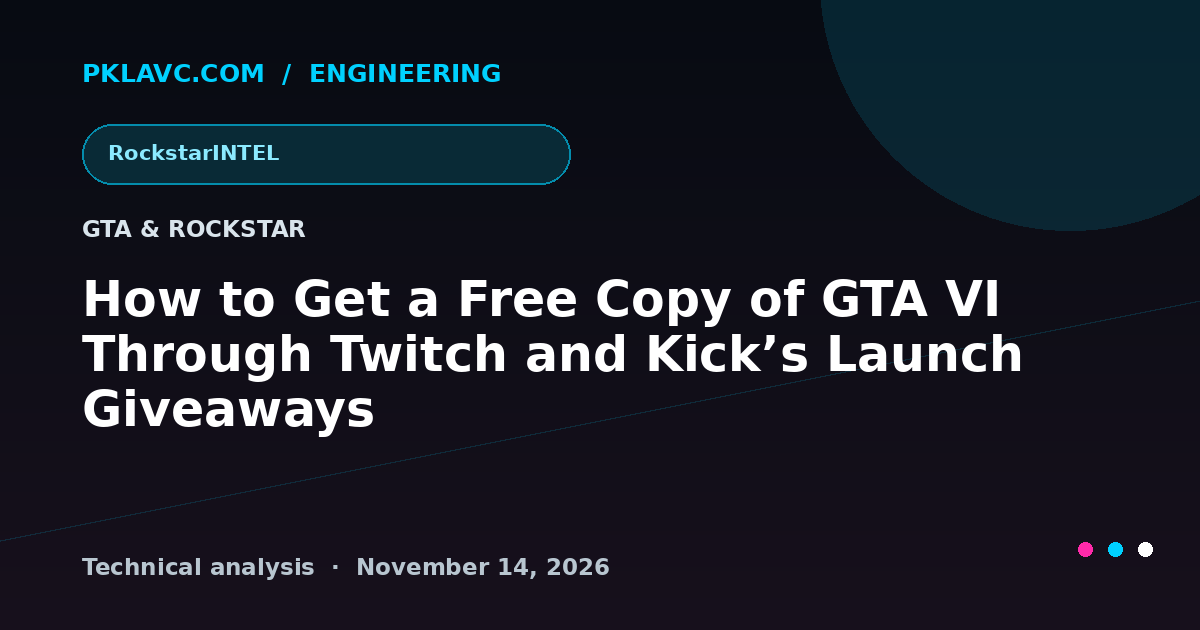 PKLAVC.COM / ENGINEERING
RockstarINTEL
GTA & ROCKSTAR
How to Get a Free Copy of GTA VI
Through Twitch and Kick’s Launch
Giveaways
Technical analysis · November 14, 2026